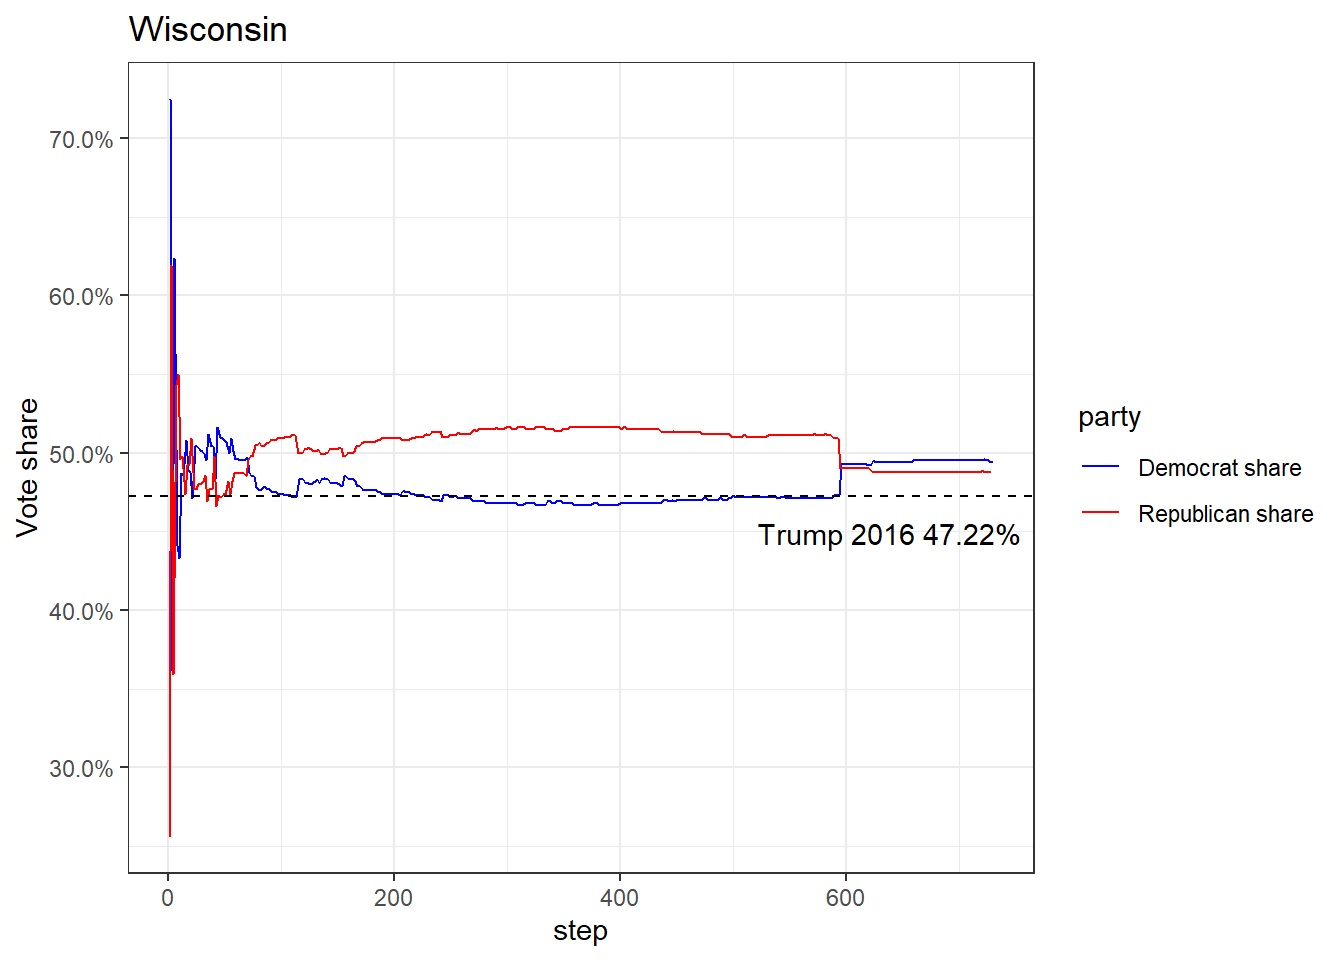 Wisconsin
Vote share
70.0%
60.0%
50.0%
40.0%
30.0%
Trump 2016 47.22%
0
200
400
600
step
party
Democrat share
Republican share